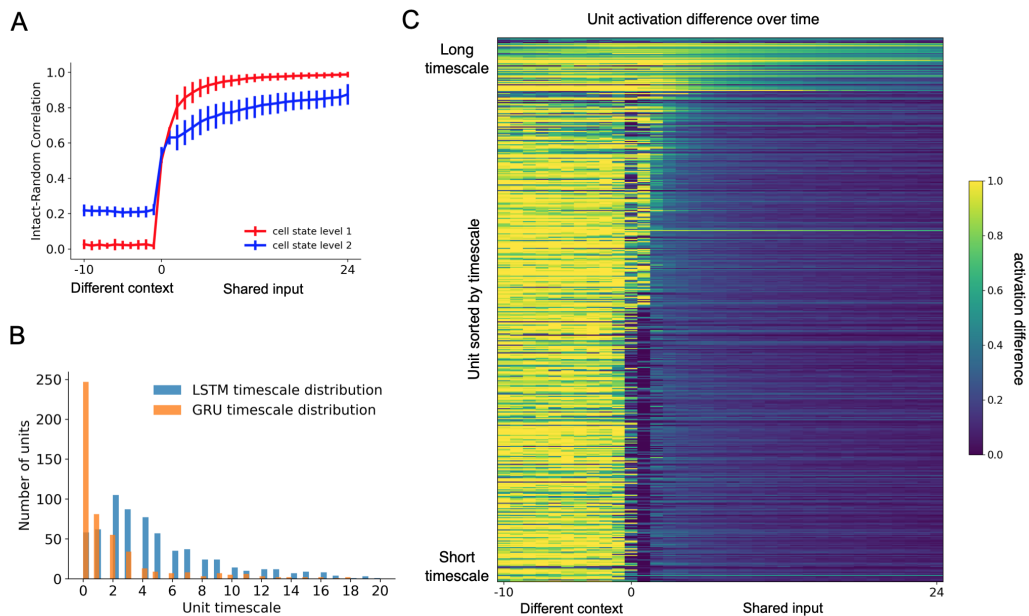 A
Intact-Random Correlation
1.0
0.8
0.6
0.4
0.2
0.0
cell state level 1
cell state level 2
-10
0
24
Different context
Shared input
B
Number of units
250
200
150
100
50
0
LSTM timescale distribution
GRU timescale distribution
0
2
4
6
8
10
12
14
16
18
20
Unit timescale
C
Unit activation difference over time
Long
timescale
Unit sorted by timescale
Short
timescale
-10
0
24
Different context
Shared input
1.0
0.8
0.6
0.4
0.2
0.0
activation difference